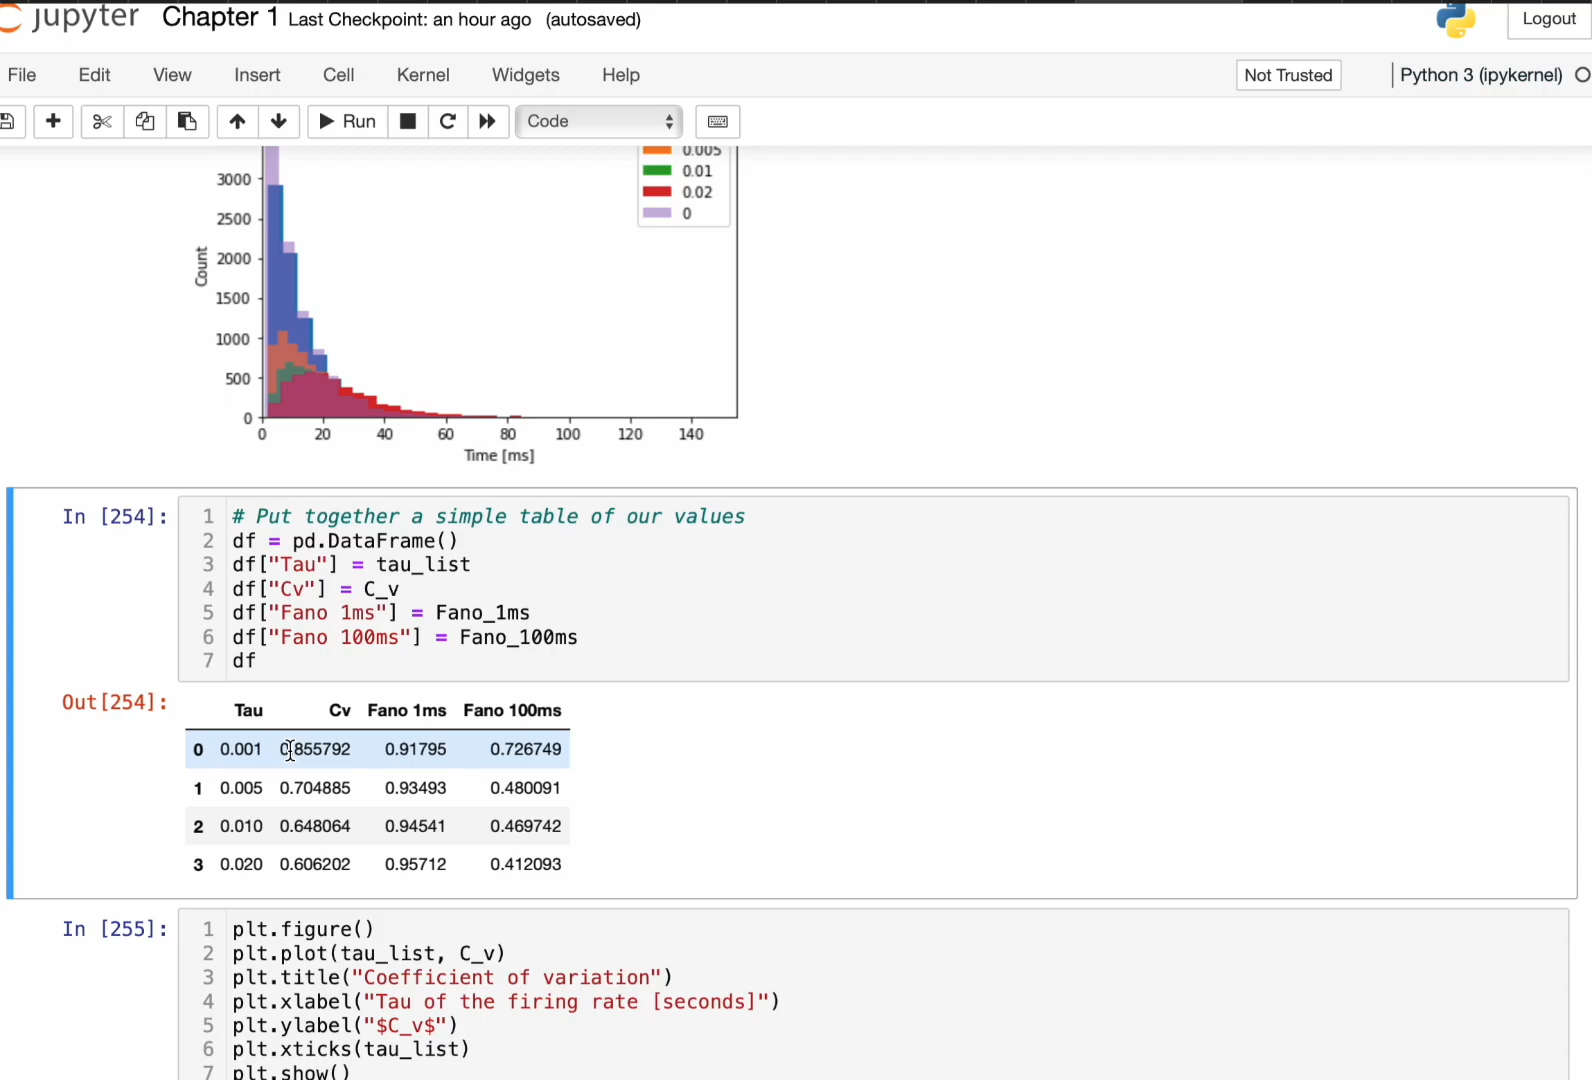 jupyter Chapter 1 Last Checkpoint: an hour ago (autosaved) Logout
File Edit View Insert Cell Kernel Widgets Help Not Trusted Python 3 (ipykernel)
Run Code
0.005
0.01
0.02
0
3000
2500
2000
1500
1000
500
0
Count
0 20 40 60 80 100 120 140
Time [ms]
In [254]:
1 # Put together a simple table of our values
2 df = pd.DataFrame()
3 df["Tau"] = tau_list
4 df["Cv"] = C_v
5 df["Fano 1ms"] = Fano_1ms
6 df["Fano 100ms"] = Fano_100ms
7 df
Out[254]:
Tau Cv Fano 1ms Fano 100ms
0 0.001 0.855792 0.91795 0.726749
1 0.005 0.704885 0.93493 0.480091
2 0.010 0.648064 0.94541 0.469742
3 0.020 0.606202 0.95712 0.412093
In [255]:
1 plt.figure()
2 plt.plot(tau_list, C_v)
3 plt.title("Coefficient of variation")
4 plt.xlabel("Tau of the firing rate [seconds]")
5 plt.ylabel("$C_v$")
6 plt.xticks(tau_list)
7 plt.show()